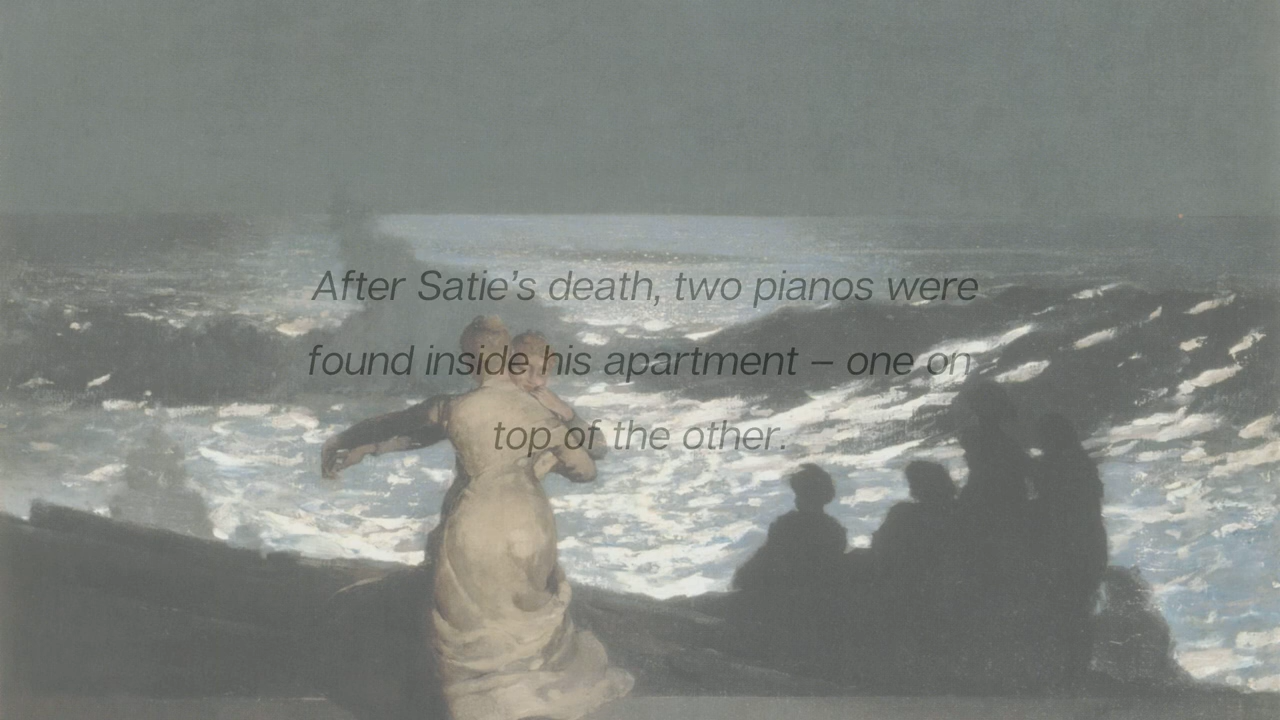 After Satie’s death, two pianos were
found inside his apartment – one on
top of the other.